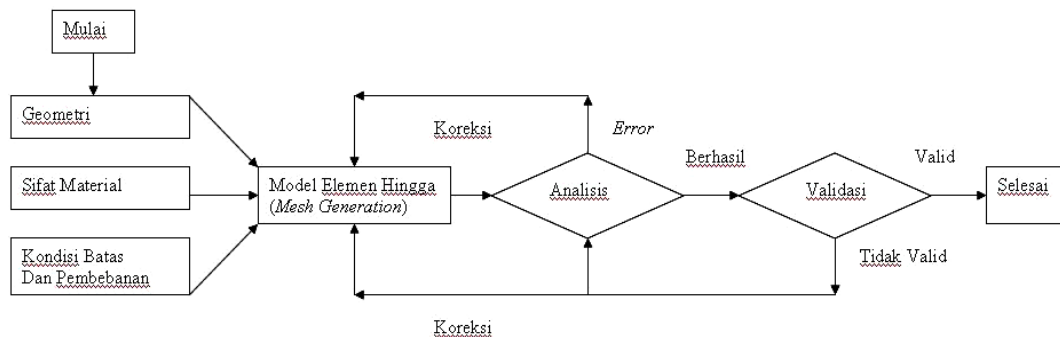 Mulai
Geometri
Koreksi
Error
Berhasil
Valid
Sifat Material
Model Elemen Hingga
(Mesh Generation)
Analisis
Validasi
Selesai
Kondisi Batas
Dan Pembebanan
Tidak Valid
Koreksi